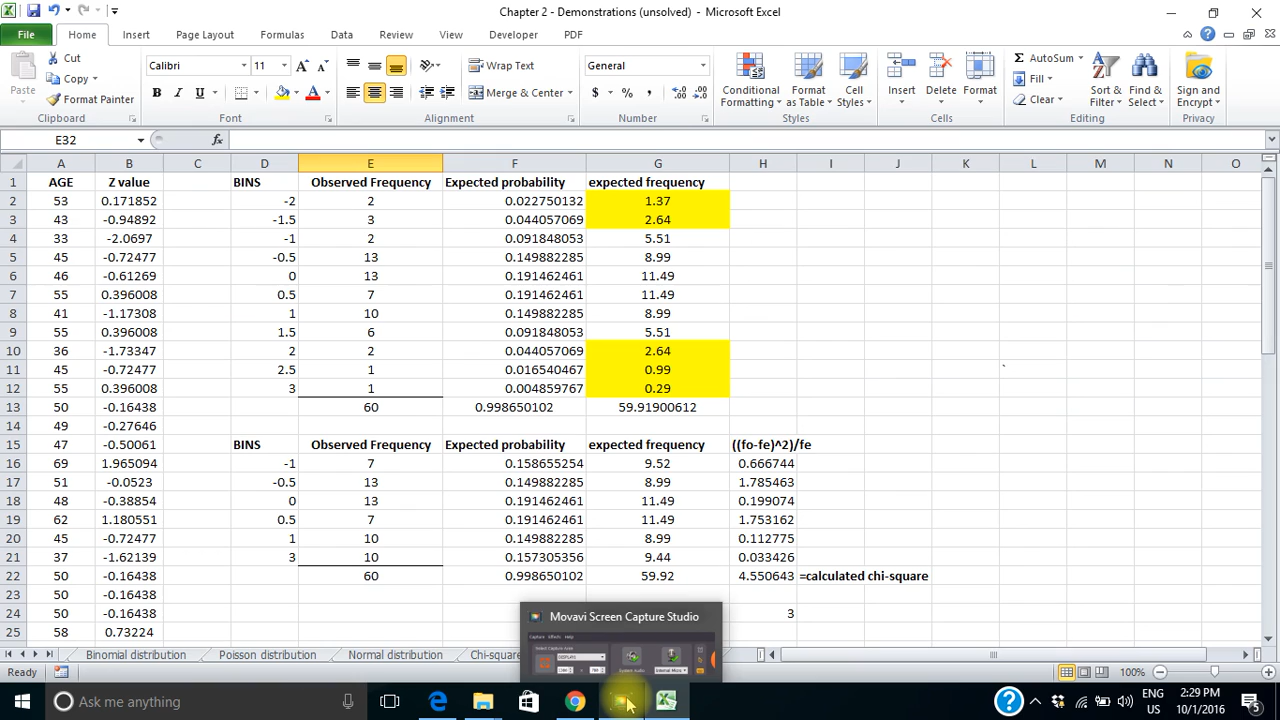 Chapter 2 - Demonstrations (unsolved) - Microsoft Excel
File Home Insert Page Layout Formulas Data Review View Developer PDF
Paste
Cut
Copy
Format Painter
Calibri 11
B I U
Wrap Text
Merge & Center
General
$ % ,
Conditional Formatting
Format as Table
Cell Styles
Insert
Delete
Format
AutoSum
Fill
Clear
Sort & Filter
Find & Select
Sign and Encrypt
Clipboard Font Alignment Number Styles Cells Editing Privacy
E32 fx
A B C D E F G H I J K L M N O
1 AGE Z value BINS Observed Frequency Expected probability expected frequency
2 53 0.171852 -2 2 0.022750132 1.37
3 43 -0.94892 -1.5 3 0.044057069 2.64
4 33 -2.0697 -1 2 0.091848053 5.51
5 45 -0.72477 -0.5 13 0.149882285 8.99
6 46 -0.61269 0 13 0.191462461 11.49
7 55 0.396008 0.5 7 0.191462461 11.49
8 41 -1.17308 1 10 0.149882285 8.99
9 55 0.396008 1.5 6 0.091848053 5.51
10 36 -1.73347 2 2 0.044057069 2.64
11 45 -0.72477 2.5 1 0.016540467 0.99 `
12 55 0.396008 3 1 0.004859767 0.29
13 50 -0.16438 60 0.998650102 59.91900612
14 49 -0.27646
15 47 -0.50061 BINS Observed Frequency Expected probability expected frequency ((fo-fe)^2)/fe
16 69 1.965094 -1 7 0.158655254 9.52 0.666744
17 51 -0.0523 -0.5 13 0.149882285 8.99 1.785463
18 48 -0.38854 0 13 0.191462461 11.49 0.199074
19 62 1.180551 0.5 7 0.191462461 11.49 1.753162
20 45 -0.72477 1 10 0.149882285 8.99 0.112775
21 37 -1.62139 3 10 0.157305356 9.44 0.033426
22 50 -0.16438 60 0.998650102 59.92 4.550643 =calculated chi-square
23 50 -0.16438
24 50 -0.16438 3
25 58 0.73224
Movavi Screen Capture Studio
Capture Effects Help
Select Capture Area
System Audio
Binomial distribution Poisson distribution Normal distribution Chi-square
Ready 100%
Ask me anything
ENG
US
2:29 PM
10/1/2016